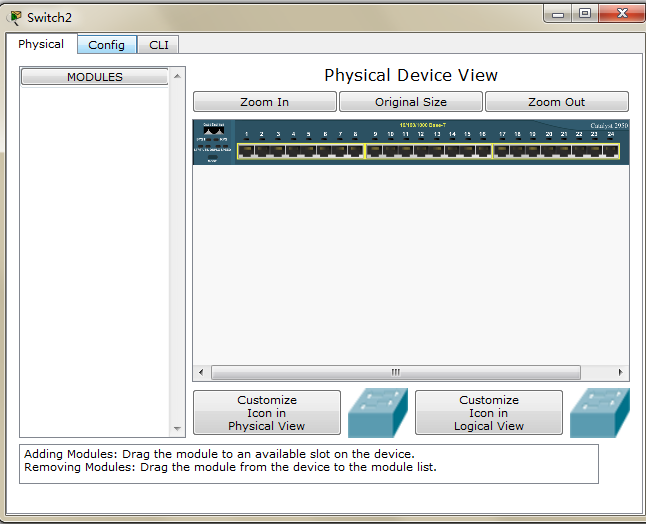 Switch2
Physical
Config
CLI
MODULES
Physical Device View
Zoom In
Original Size
Zoom Out
Catalyst 2950
1 2 3 4 5 6 7 8 9 10 11 12 13 14 15 16 17 18 19 20 21 22 23 24
Customize
Icon in
Physical View
Customize
Icon in
Logical View
Adding Modules: Drag the module to an available slot on the device.
Removing Modules: Drag the module from the device to the module list.